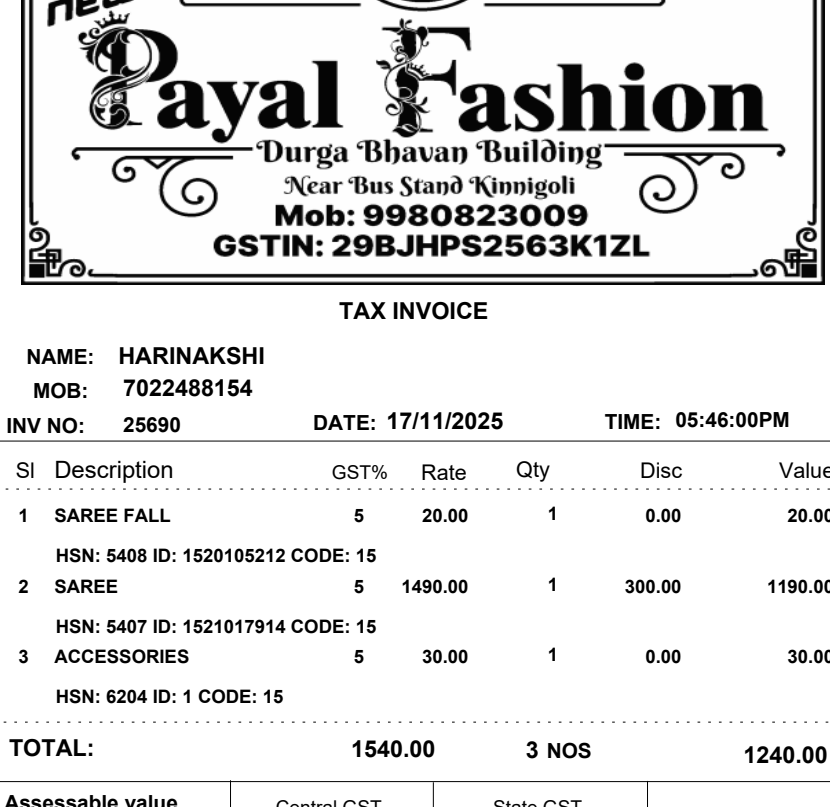 new
Payal Fashion
Durga Bhavan Building
Near Bus Stand Kinnigoli
Mob: 9980823009
GSTIN: 29BJHPS2563K1ZL
TAX INVOICE
NAME: HARINAKSHI
MOB: 7022488154
INV NO: 25690 DATE: 17/11/2025 TIME: 05:46:00PM
Sl Description GST% Rate Qty Disc Value
1 SAREE FALL 5 20.00 1 0.00 20.00
HSN: 5408 ID: 1520105212 CODE: 15
2 SAREE 5 1490.00 1 300.00 1190.00
HSN: 5407 ID: 1521017914 CODE: 15
3 ACCESSORIES 5 30.00 1 0.00 30.00
HSN: 6204 ID: 1 CODE: 15
TOTAL: 1540.00 3 NOS 1240.00
Assessable value Central GST State GST